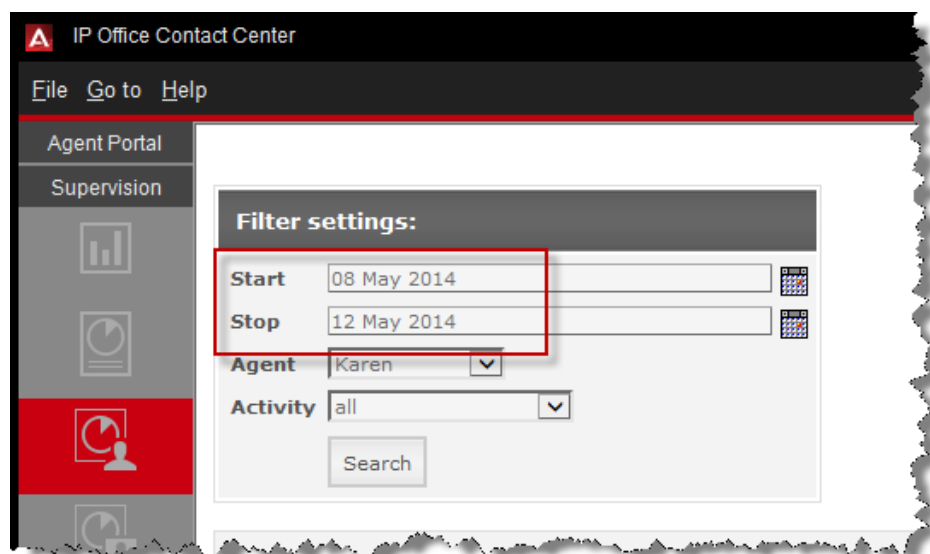 IP Office Contact Center
File Go to Help
Agent Portal
Supervision
Filter settings:
Start 08 May 2014
Stop 12 May 2014
Agent Karen
Activity all
Search